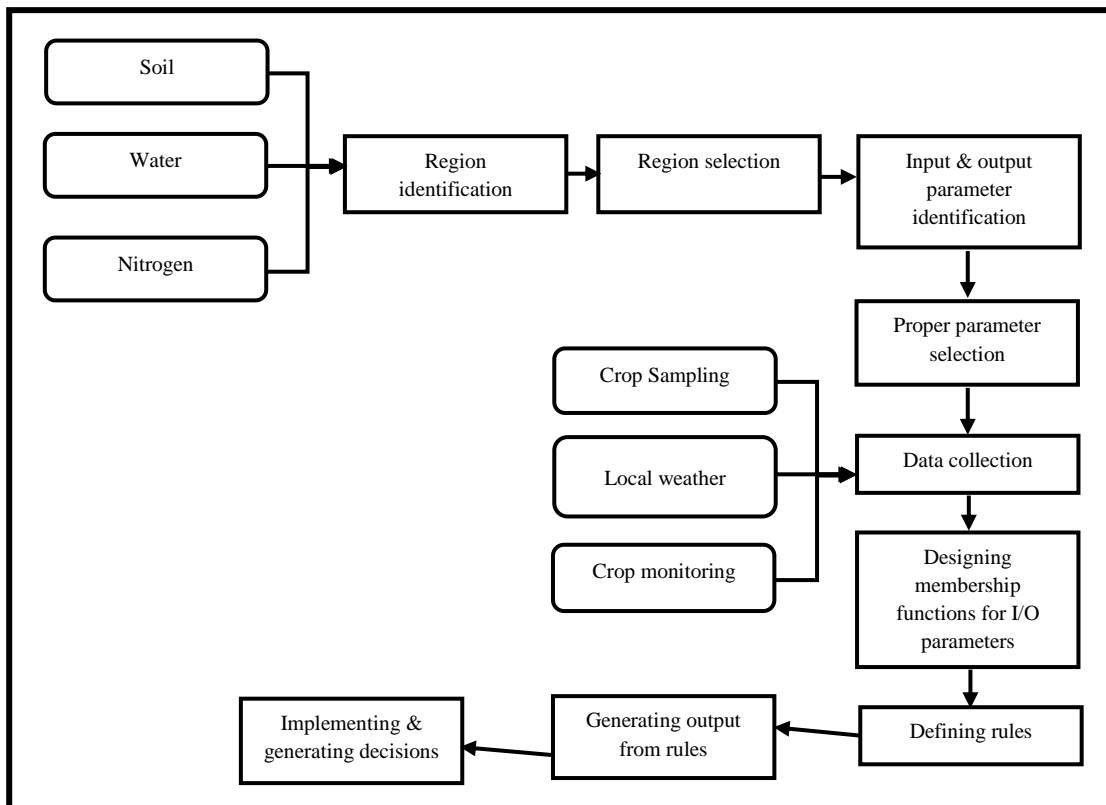 Soil
Water
Nitrogen
Region
identification
Region selection
Input & output
parameter
identification
Proper parameter
selection
Crop Sampling
Local weather
Crop monitoring
Data collection
Designing
membership
functions for I/O
parameters
Defining rules
Generating output
from rules
Implementing &
generating decisions